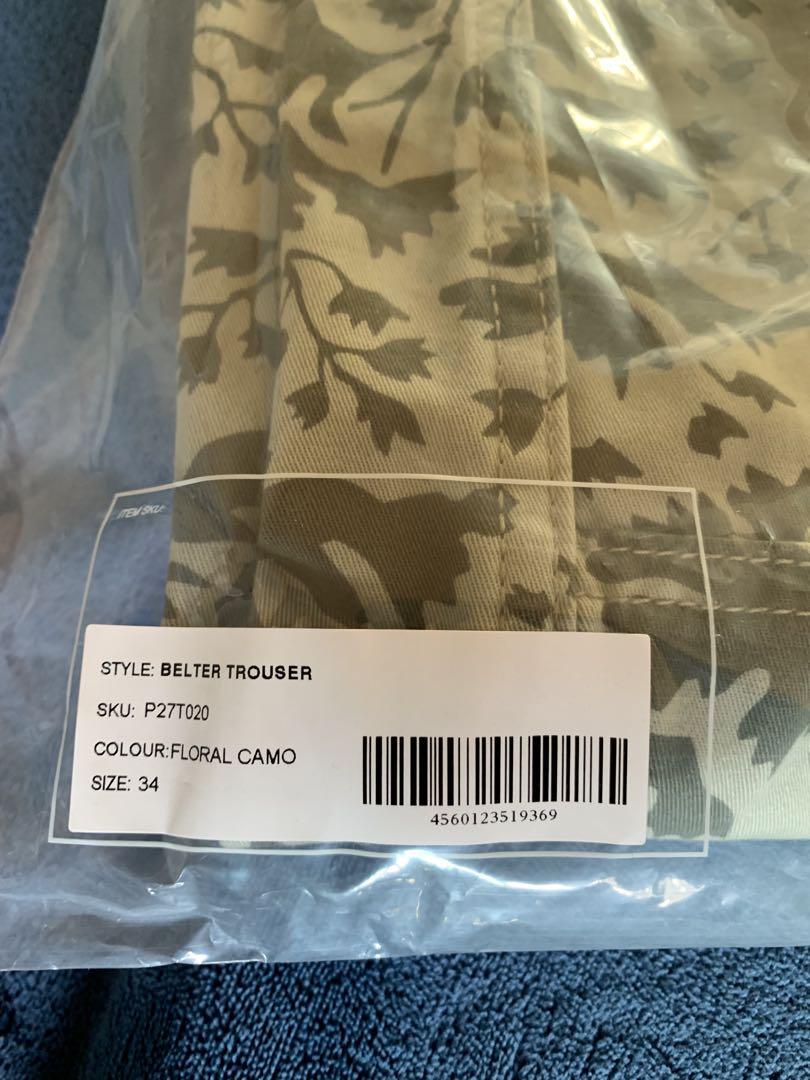 ITEM SKU:
STYLE: BELTER TROUSER
SKU: P27T020
COLOUR:FLORAL CAMO
SIZE: 34
4560123519369